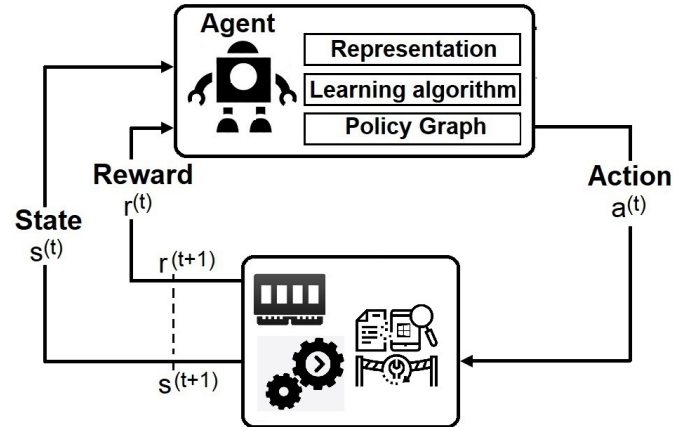 Agent
Representation
Learning algorithm
Policy Graph
Reward
r(t)
Action
a(t)
State
s(t)
r(t+1)
s(t+1)